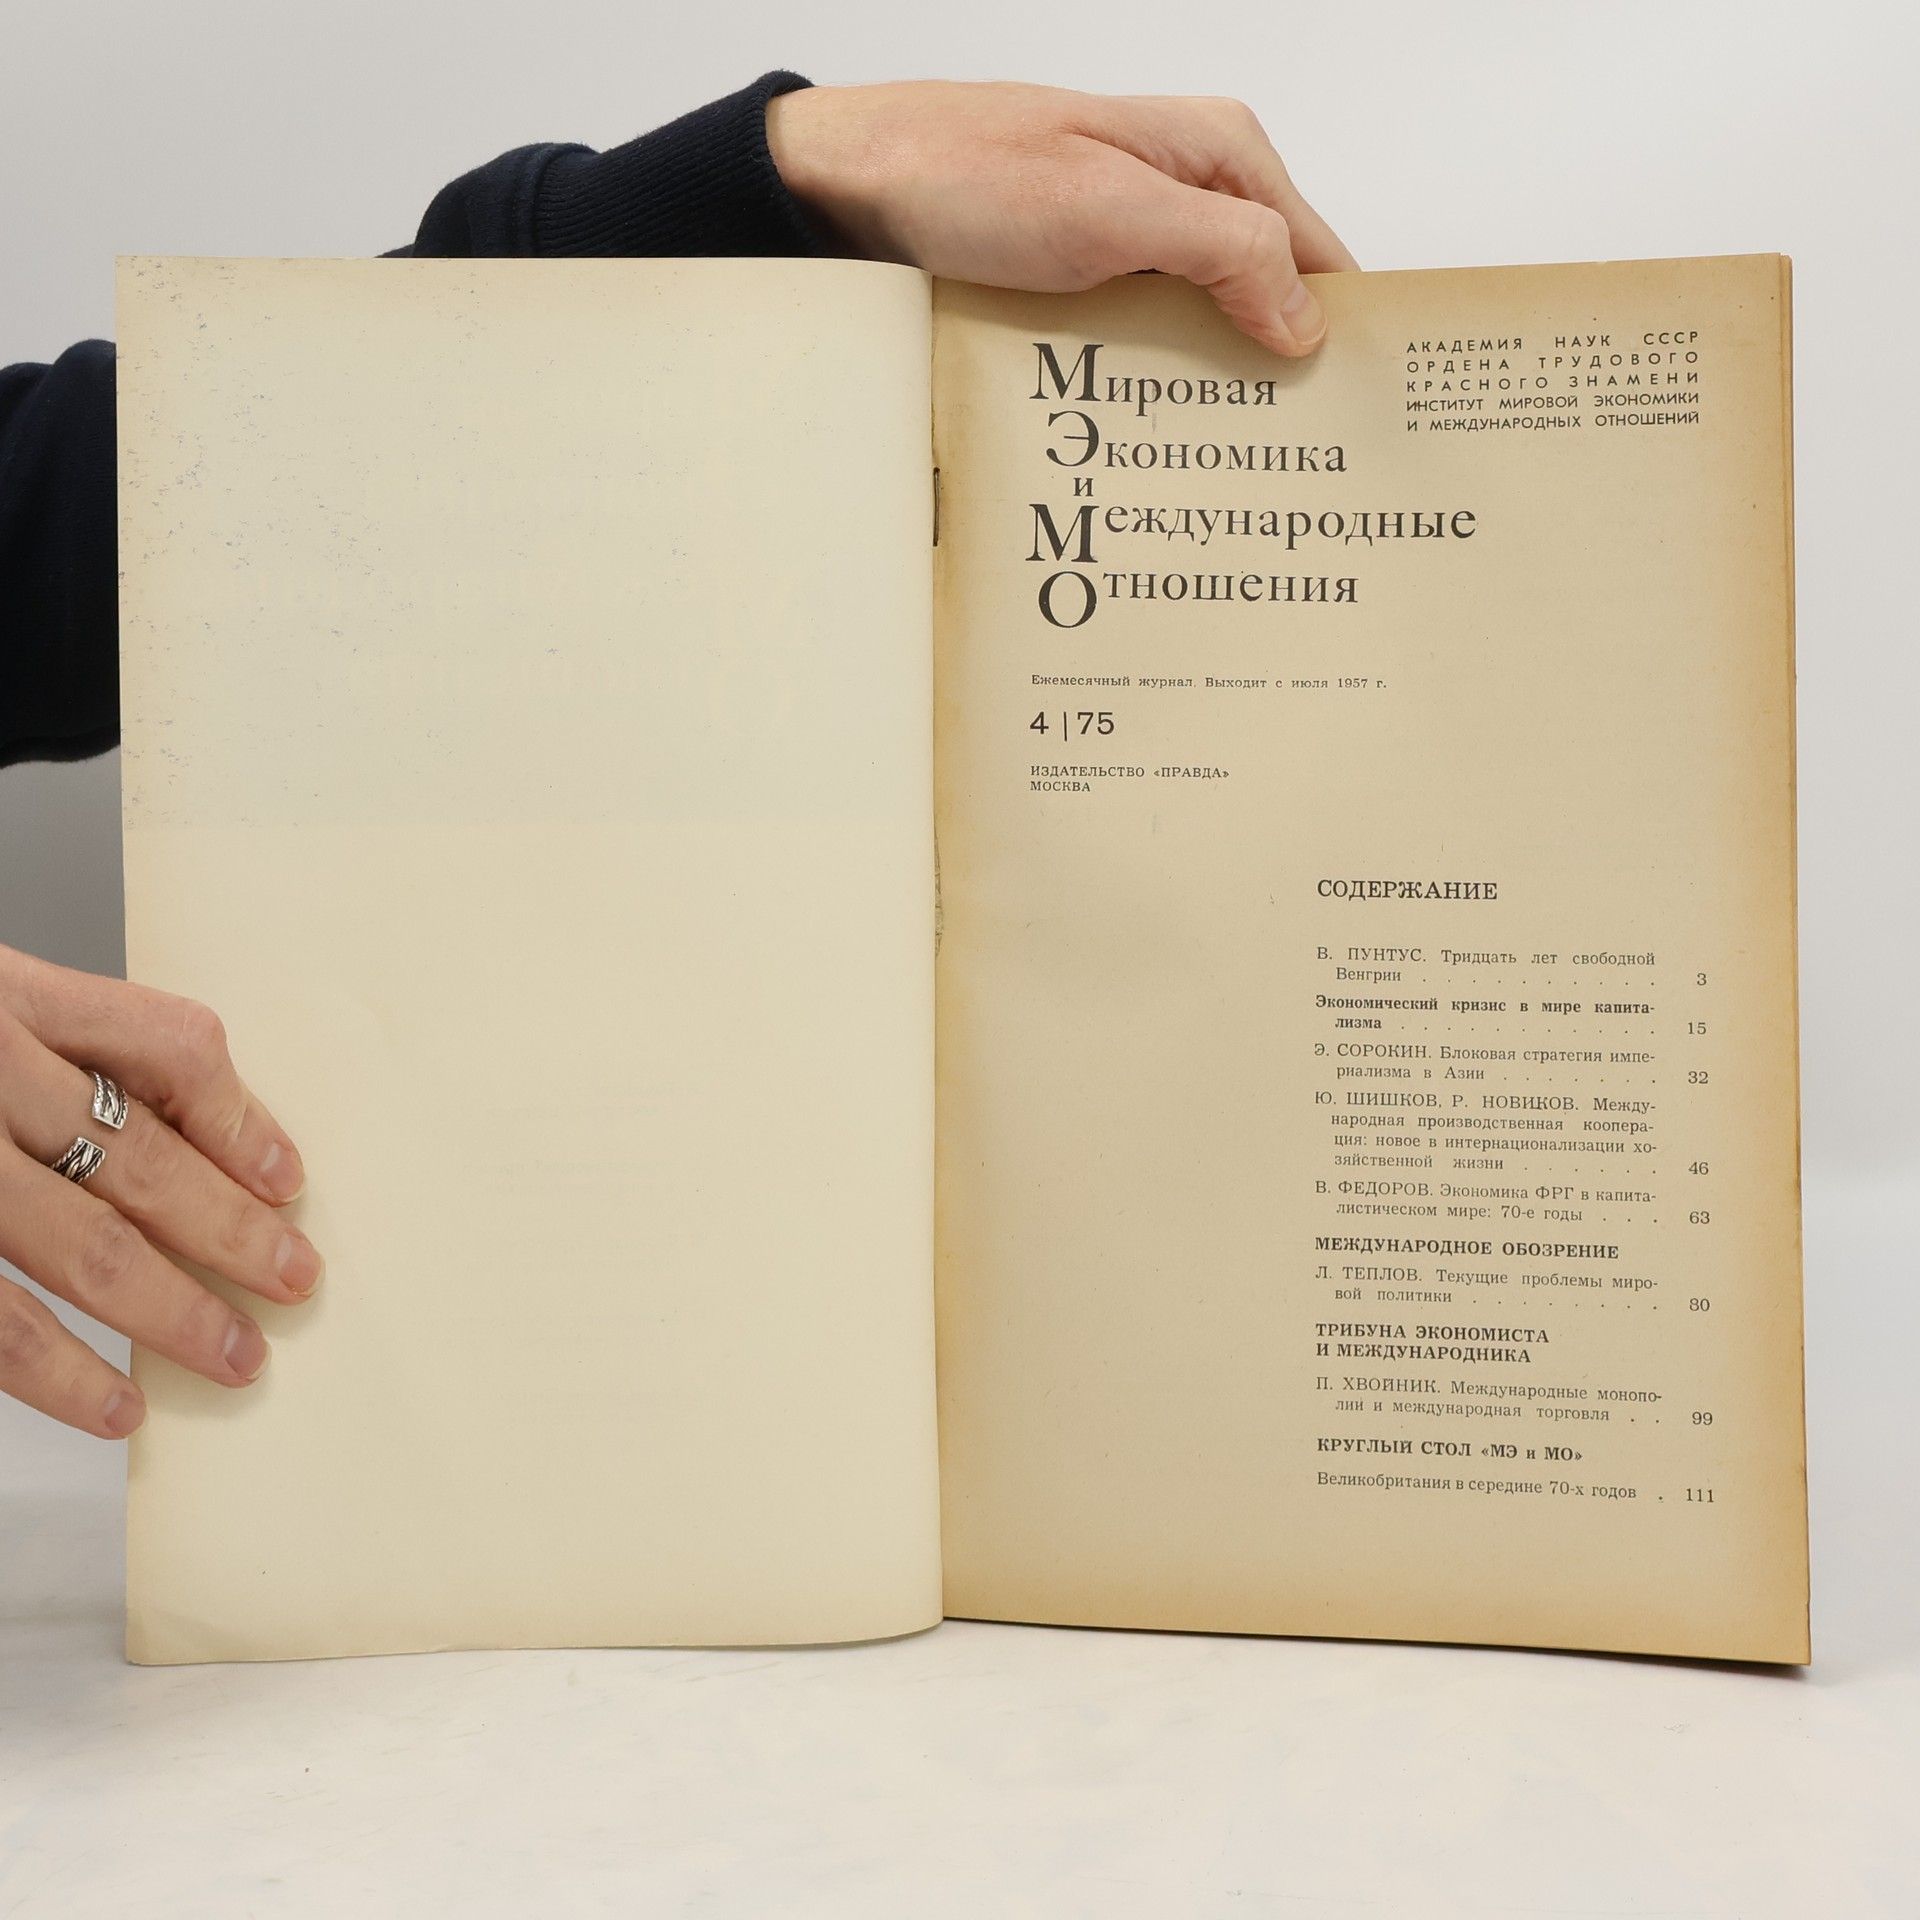 Мировая
Экономика
и
Международные
Отношения
АКАДЕМИЯ НАУК СССР
ОРДЕНА ТРУДОВОГО
КРАСНОГО ЗНАМЕНИ
ИНСТИТУТ МИРОВОЙ ЭКОНОМИКИ
И МЕЖДУНАРОДНЫХ ОТНОШЕНИЙ
Ежемесячный журнал. Выходит с июля 1957 г.
4 | 75
ИЗДАТЕЛЬСТВО «ПРАВДА»
МОСКВА
СОДЕРЖАНИЕ
В. ПУНТУС. Тридцать лет свободной
Венгрии . . . . . . . . . . 3
Экономический кризис в мире капита-
лизма . . . . . . . . . . . 15
Э. СОРОКИН. Блоковая стратегия импе-
риализма в Азии . . . . . . . 32
Ю. ШИШКОВ, Р. НОВИКОВ. Между-
народная производственная коопера-
ция: новое в интернационализации хо-
зяйственной жизни . . . . . . 46
В. ФЕДОРОВ. Экономика ФРГ в капита-
листическом мире: 70-е годы . . . 63
МЕЖДУНАРОДНОЕ ОБОЗРЕНИЕ
Л. ТЕПЛОВ. Текущие проблемы миро-
вой политики . . . . . . . . 80
ТРИБУНА ЭКОНОМИСТА
И МЕЖДУНАРОДНИКА
П. ХВОЙНИК. Международные монопо-
лии и международная торговля . . 99
КРУГЛЫЙ СТОЛ «МЭ и МО»
Великобритания в середине 70-х годов . 111